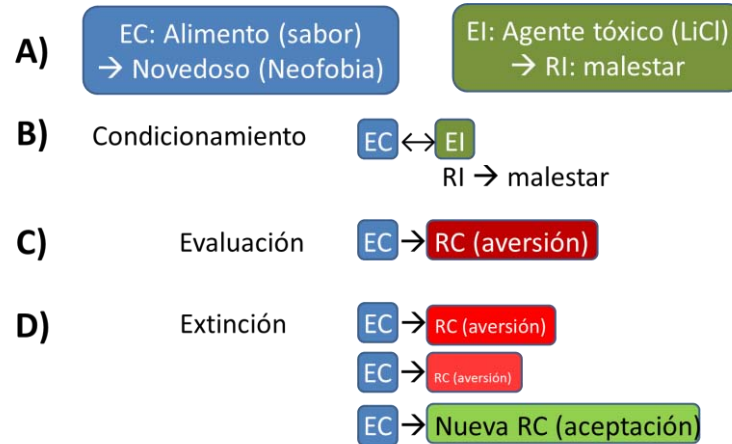 A)
EC: Alimento (sabor)
→ Novedoso (Neofobia)
EI: Agente tóxico (LiCl)
→ RI: malestar
B)
Condicionamiento
EC ↔ EI
RI → malestar
C)
Evaluación
EC → RC (aversión)
D)
Extinción
EC → RC (aversión)
EC → RC (aversión)
EC → Nueva RC (aceptación)